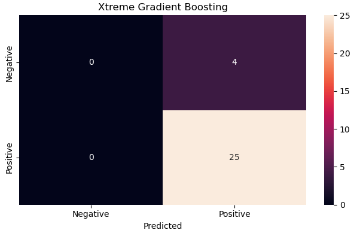 Xtreme Gradient Boosting
Negative 0 4
Positive 0 25
Negative Positive
Predicted
25
20
15
10
5
0